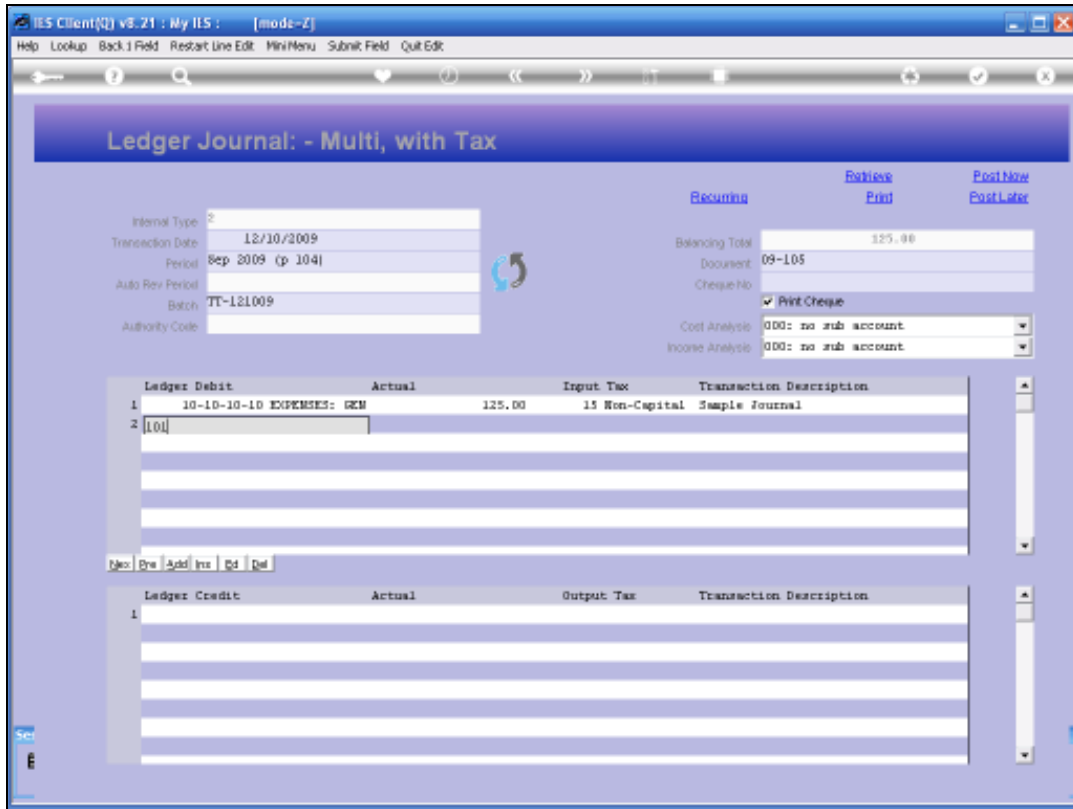 IES Client(Q) v8.21 : My IES : [mode-Z]
Help Lookup Back 1 Field Restart Line Edit MiniMenu Submit Field Quit Edit
Ledger Journal: - Multi, with Tax
Retrieve Post Now
Recurring Print Post Later
Internal Type 2
Transaction Date 12/10/2009 Balancing Total 125.00
Period Sep 2009 (p 104) Document 09-105
Auto Rev Period Cheque No
Batch TT-121009 Print Cheque
Authority Code Cost Analysis 000: no sub account
Income Analysis 000: no sub account
Ledger Debit Actual Input Tax Transaction Description
1 10-10-10-10 EXPENSES: GEN 125.00 15 Non-Capital Sample Journal
2 101
Nex Pre Add Ins Ed Del
Ledger Credit Actual Output Tax Transaction Description
1